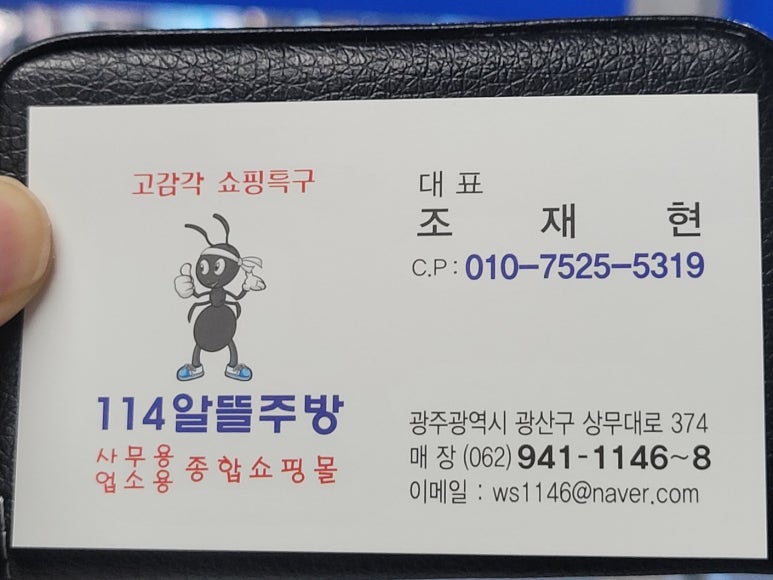 고감각 쇼핑특구
114알뜰주방
사무용
업소용 종합쇼핑몰
대표
조재현
C.P : 010-7525-5319
광주광역시 광산구 상무대로 374
매 장 (062) 941-1146~8
이메일 : ws1146@naver.com